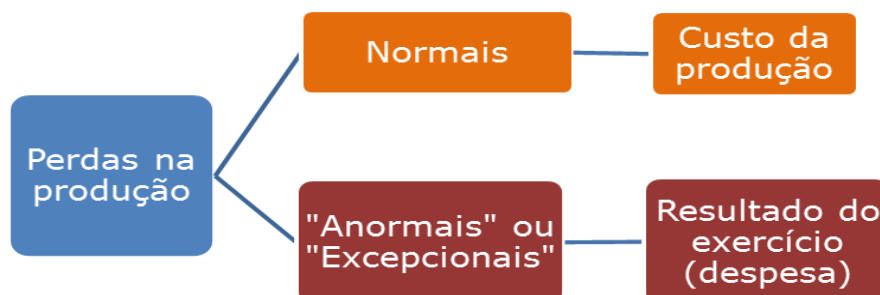 Normais
Custo da
produção
Perdas na
produção
"Anormais" ou
"Excepcionais"
Resultado do
exercício
(despesa)